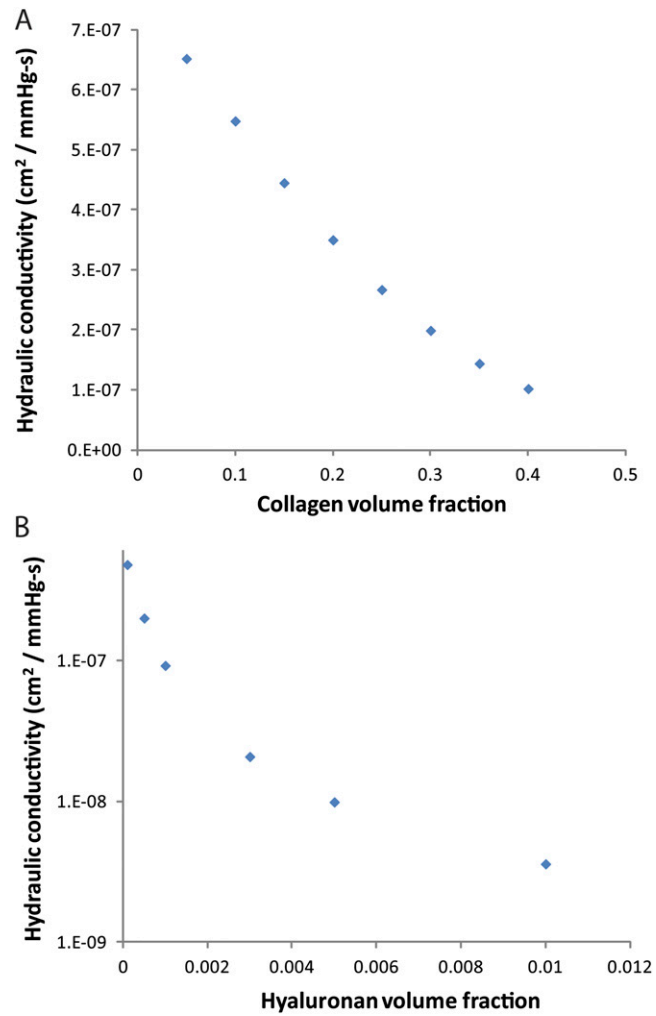 A
Hydraulic conductivity (cm² / mmHg-s)
7.E-07
6.E-07
5.E-07
4.E-07
3.E-07
2.E-07
1.E-07
0.E+00
0 0.1 0.2 0.3 0.4 0.5
Collagen volume fraction
B
Hydraulic conductivity (cm² / mmHg-s)
1.E-07
1.E-08
1.E-09
0 0.002 0.004 0.006 0.008 0.01 0.012
Hyaluronan volume fraction